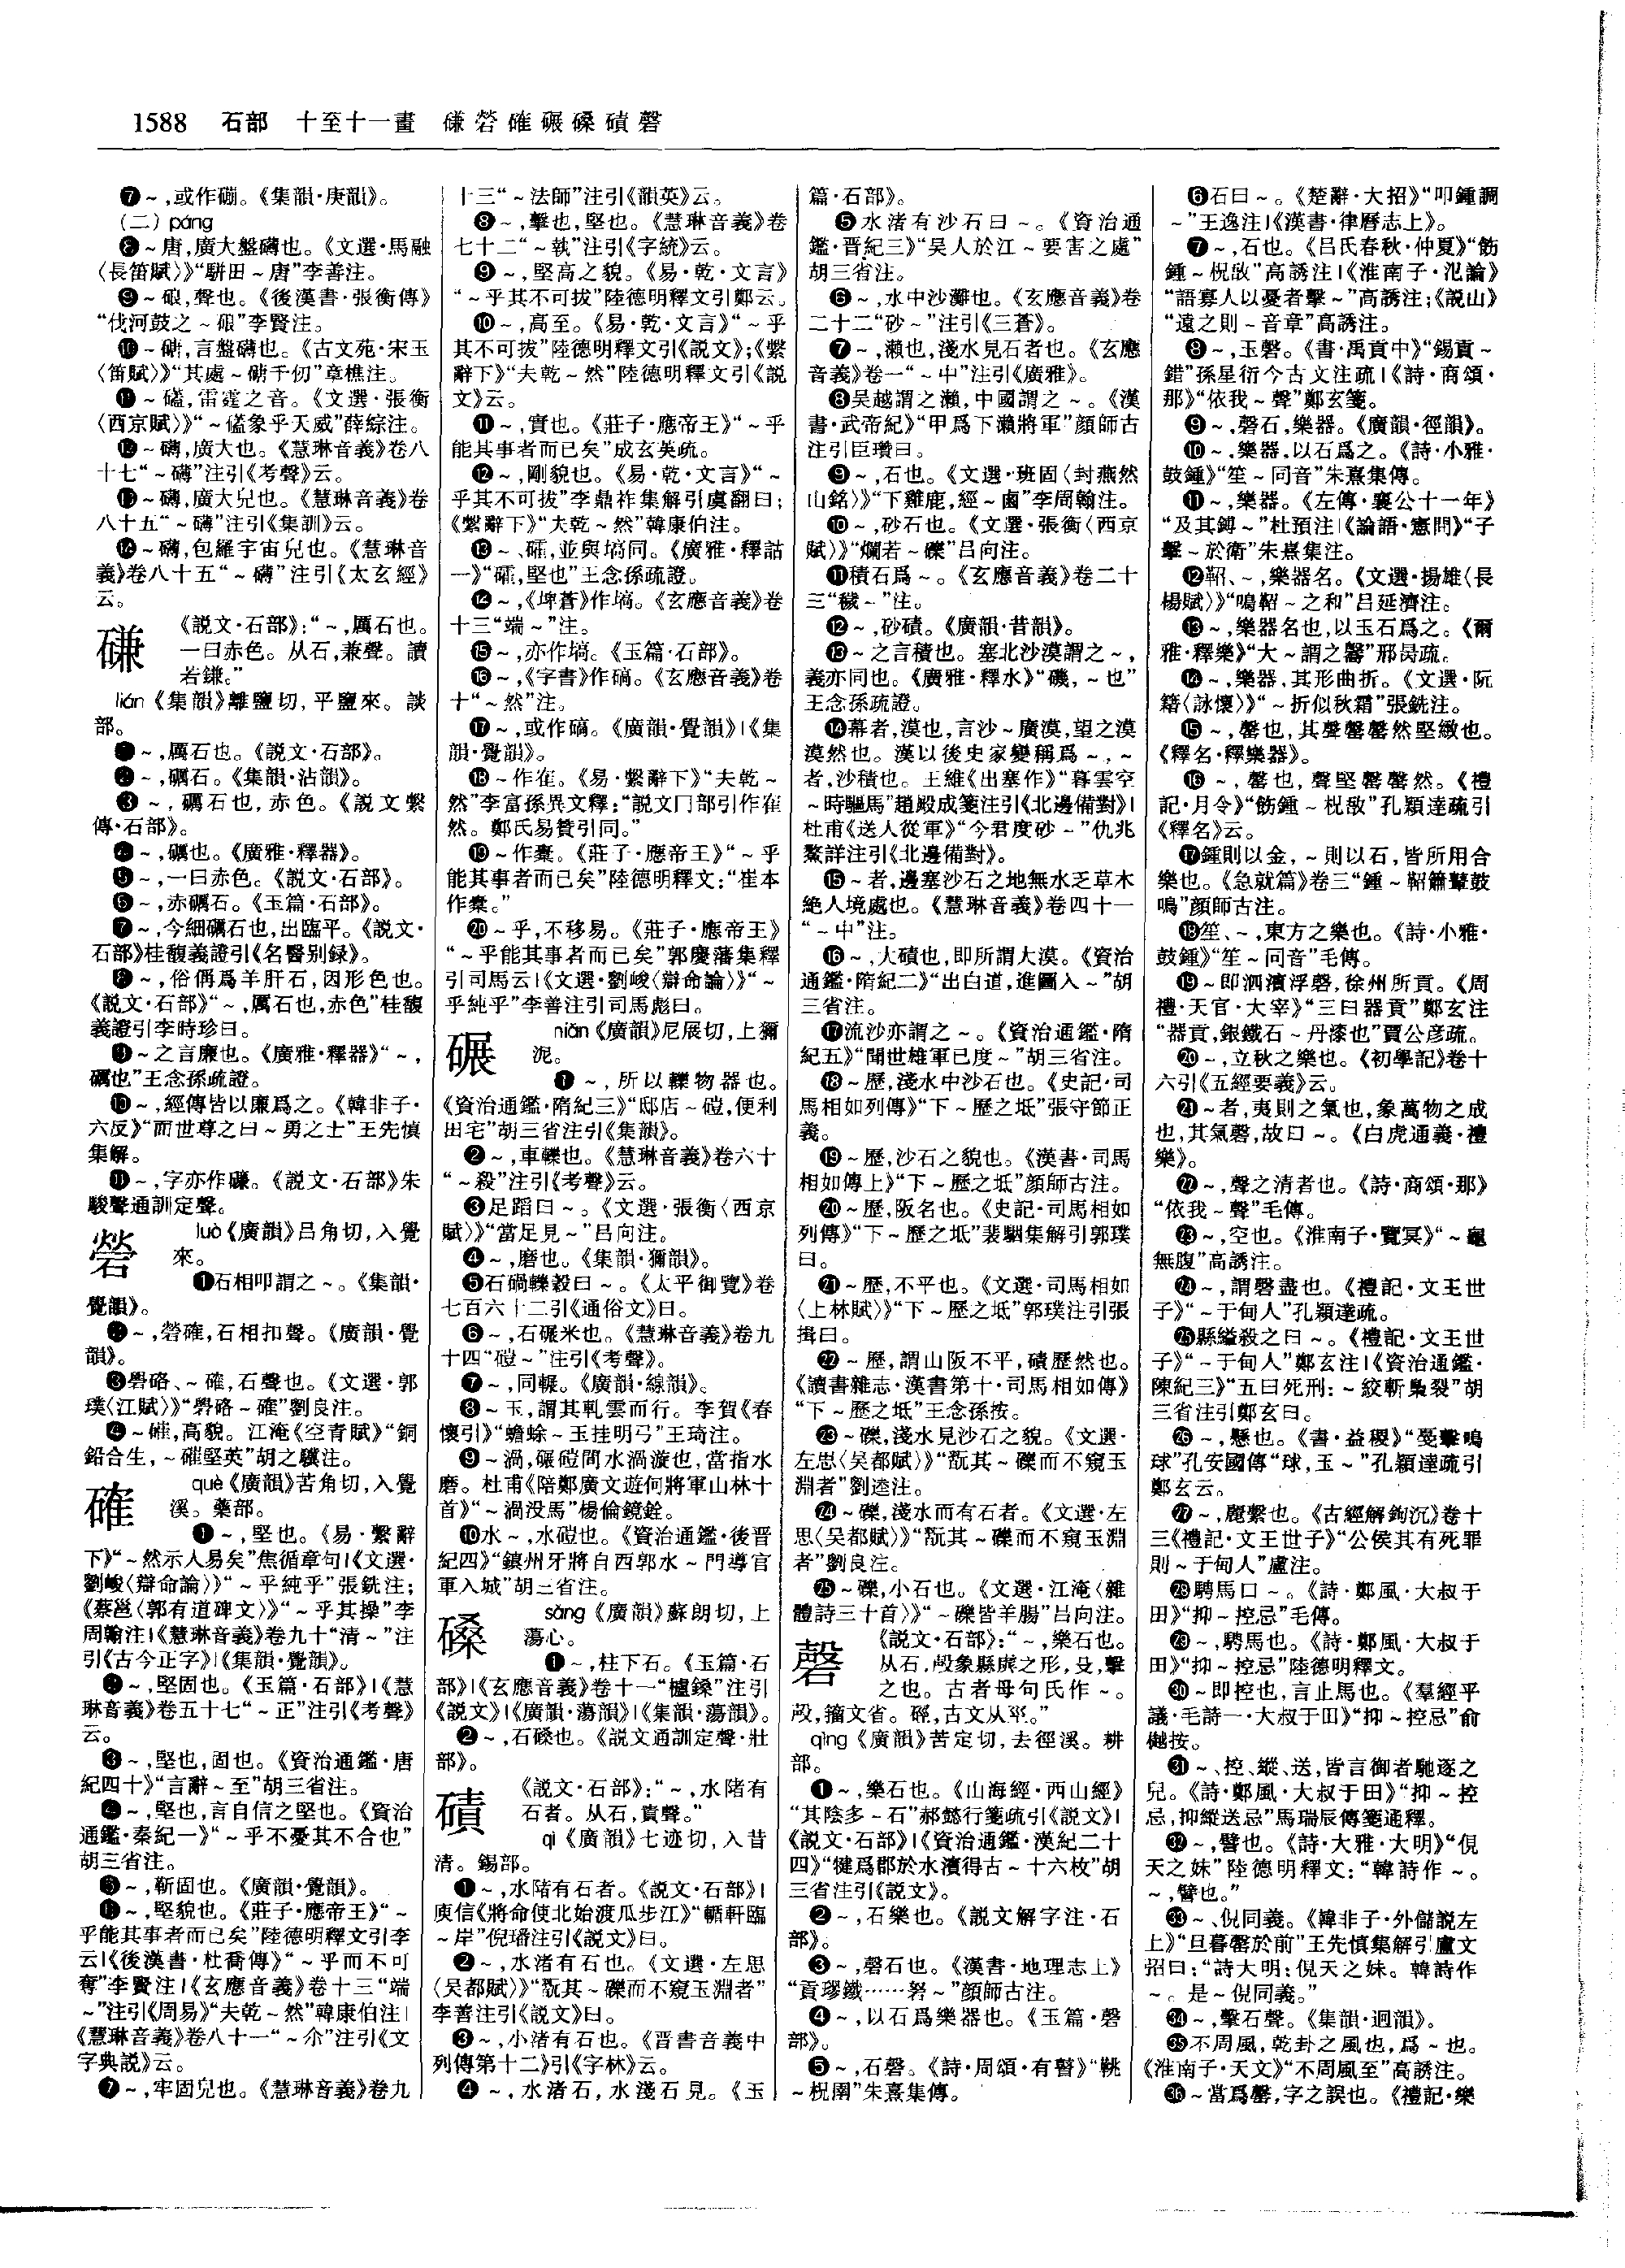 1588 石部 十至十一畫 磏硓確碾磉磧磬
❼～,或作磞。《集韻·庚韻》。
(二) páng
❽～唐,廣大盤礴也。《文選·馬融
〈長笛賦〉》“駢田～唐”李善注。
❾～硠,聲也。《後漢書·張衡傳》
“伐河鼓之～硠”李賢注。
❿～𥕖,言盤礴也。《古文苑·宋玉
〈笛賦〉》“其處～𥕖千仞”章樵注。
⓫～礚,雷霆之音。《文選·張衡
〈西京賦〉》“～礚象乎天威”薛綜注。
⓬～礴,廣大也。《慧琳音義》卷八
十七“～礴”注引《考聲》云。
⓭～礴,廣大皃也。《慧琳音義》卷
八十五“～礴”注引《集訓》云。
⓮～礴,包羅宇宙皃也。《慧琳音
義》卷八十五“～礴”注引《太玄經》
云。
磏
《説文·石部》:“～,厲石也。
一曰赤色。从石,兼聲。讀
若鎌。”
lián《集韻》離鹽切,平鹽來。談
部。
❶～,厲石也。《説文·石部》。
❷～,礪石。《集韻·沾韻》。
❸～,礪石也,赤色。《説文繫
傳·石部》。
❹～,礪也。《廣雅·釋器》。
❺～,一曰赤色。《説文·石部》。
❻～,赤礪石。《玉篇·石部》。
❼～,今細礪石也,出臨平。《説文·
石部》桂馥義證引《名醫别録》。
❽～,俗偁爲羊肝石,因形色也。
《説文·石部》“～,厲石也,赤色”桂馥
義證引李時珍曰。
❾～之言廉也。《廣雅·釋器》“～,
礪也”王念孫疏證。
❿～,經傳皆以廉爲之。《韓非子·
六反》“而世尊之曰～勇之士”王先慎
集解。
⓫～,字亦作礛。《説文·石部》朱
駿聲通訓定聲。
luò《廣韻》吕角切,入覺
來。
❶石相叩謂之～。《集韻·
覺韻》。
❷～,硓確,石相扣聲。《廣韻·覺
韻》。
❸礐硌、～確,石聲也。《文選·郭
璞〈江賦〉》“礐硌～確”劉良注。
❹～㩁,高貌。江淹《空青賦》“銅
鉛合生,～㩁堅英”胡之驥注。
確
què《廣韻》苦角切,入覺
溪。藥部。
❶～,堅也。《易·繫辭
下》“～然示人易矣”焦循章句|《文選·
劉峻〈辯命論〉》“～乎純乎”張銑注;
《蔡邕〈郭有道碑文〉》“～乎其操”李
周翰注|《慧琳音義》卷九十“清～”注
引《古今正字》|《集韻·覺韻》。
❷～,堅固也。《玉篇·石部》|《慧
琳音義》卷五十七“～正”注引《考聲》
云。
❸～,堅也,固也。《資治通鑑·唐
紀四十》“言辭～至”胡三省注。
❹～,堅也,言自信之堅也。《資治
通鑑·秦紀一》“～乎不憂其不合也”
胡三省注。
❺～,靳固也。《廣韻·覺韻》。
❻～,堅貌也。《莊子·應帝王》“～
乎能其事者而已矣”陸德明釋文引李
云|《後漢書·杜喬傳》“～乎而不可
奪”李賢注|《玄應音義》卷十三“端
～”注引《周易》“夫乾～然”韓康伯注|
《慧琳音義》卷八十一“～尒”注引《文
字典説》云。
❼～,牢固皃也。《慧琳音義》卷九
十三“～法師”注引《韻英》云。
❽～,擊也,堅也。《慧琳音義》卷
七十二“～執”注引《字統》云。
❾～,堅高之貌。《易·乾·文言》
“～乎其不可拔”陸德明釋文引鄭云。
❿～,高至。《易·乾·文言》“～乎
其不可拔”陸德明釋文引《説文》;《繫
辭下》“夫乾～然”陸德明釋文引《説
文》云。
⓫～,實也。《莊子·應帝王》“～乎
能其事者而已矣”成玄英疏。
⓬～,剛貌也。《易·乾·文言》“～
乎其不可拔”李鼎祚集解引虞翻曰;
《繫辭下》“夫乾～然”韓康伯注。
⓭～、礭,並與塙同。《廣雅·釋詁
一》“礭,堅也”王念孫疏證。
⓮～,《埤蒼》作塙。《玄應音義》卷
十三“端～”注。
⓯～,亦作塙。《玉篇·石部》。
⓰～,《字書》作碻。《玄應音義》卷
十“～然”注。
⓱～,或作碻。《廣韻·覺韻》|《集
韻·覺韻》。
⓲～作隺。《易·繫辭下》“夫乾～
然”李富孫異文釋:“説文冂部引作隺
然。鄭氏易贊引同。”
⓳～作橐。《莊子·應帝王》“～乎
能其事者而已矣”陸德明釋文:“崔本
作橐。”
⓴～乎,不移易。《莊子·應帝王》
“～乎能其事者而已矣”郭慶藩集釋
引司馬云|《文選·劉峻〈辯命論〉》“～
乎純乎”李善注引司馬彪曰。
碾
niǎn《廣韻》尼展切,上獮
泥。
❶～,所以轢物器也。
《資治通鑑·隋紀三》“邸店～磑,便利
田宅”胡三省注引《集韻》。
❷～,車轢也。《慧琳音義》卷六十
“～殺”注引《考聲》云。
❸足蹈曰～。《文選·張衡〈西京
賦〉》“當足見～”吕向注。
❹～,磨也。《集韻·獮韻》。
❺石碢轢穀曰～。《太平御覽》卷
七百六十二引《通俗文》曰。
❻～,石碾米也。《慧琳音義》卷九
十四“磑～”注引《考聲》。
❼～,同輾。《廣韻·線韻》。
❽～玉,謂其軋雲而行。李賀《春
懷引》“蟾蜍～玉挂明弓”王琦注。
❾～渦,碾磑間水渦漩也,當指水
磨。杜甫《陪鄭廣文遊何將軍山林十
首》“～渦没馬”楊倫鏡銓。
❿水～,水磑也。《資治通鑑·後晋
紀四》“鎮州牙將自西郭水～門導官
軍入城”胡三省注。
磉
sǎng《廣韻》蘇朗切,上
蕩心。
❶～,柱下石。《玉篇·石
部》|《玄應音義》卷十一“櫨鎟”注引
《説文》|《廣韻·蕩韻》|《集韻·蕩韻》。
❷～,石磉也。《説文通訓定聲·壯
部》。
磧
《説文·石部》:“～,水陼有
石者。从石,責聲。”
qì《廣韻》七迹切,入昔
清。錫部。
❶～,水陼有石者。《説文·石部》|
庾信《將命使北始渡瓜步江》“輶軒臨
～岸”倪璠注引《説文》曰。
❷～,水渚有石也。《文選·左思
〈吴都賦〉》“翫其～礫而不窺玉淵者”
李善注引《説文》曰。
❸～,小渚有石也。《晋書音義中
列傳第十二》引《字林》云。
❹～,水渚石,水淺石見。《玉
篇·石部》。
❺水渚有沙石曰～。《資治通
鑑·晋紀三》“吴人於江～要害之處”
胡三省注。
❻～,水中沙灘也。《玄應音義》卷
二十二“砂～”注引《三蒼》。
❼～,瀨也,淺水見石者也。《玄應
音義》卷一“～中”注引《廣雅》。
❽吴越謂之瀨,中國謂之～。《漢
書·武帝紀》“甲爲下瀨將軍”顔師古
注引臣瓚曰。
❾～,石也。《文選·班固〈封燕然
山銘〉》“下雞鹿,經～鹵”李周翰注。
❿～,砂石也。《文選·張衡〈西京
賦〉》“爛若～礫”吕向注。
⓫積石爲～。《玄應音義》卷二十
三“穢～”注。
⓬～,砂磧。《廣韻·昔韻》。
⓭～之言積也。塞北沙漠謂之～,
義亦同也。《廣雅·釋水》“磯,～也”
王念孫疏證。
⓮幕者,漠也,言沙～廣漠,望之漠
漠然也。漢以後史家變稱爲～,～
者,沙積也。王維《出塞作》“暮雲空
～時驅馬”趙殿成箋注引《北邊備對》|
杜甫《送人從軍》“今君度砂～”仇兆
鰲詳注引《北邊備對》。
⓯～者,邊塞沙石之地無水乏草木
絶人境處也。《慧琳音義》卷四十一
“～中”注。
⓰～,大磧也,即所謂大漠。《資治
通鑑·隋紀二》“出白道,進圖入～”胡
三省注。
⓱流沙亦謂之～。《資治通鑑·隋
紀五》“聞世雄軍已度～”胡三省注。
⓲～歷,淺水中沙石也。《史記·司
馬相如列傳》“下～歷之坻”張守節正
義。
⓳～歷,沙石之貌也。《漢書·司馬
相如傳上》“下～歷之坻”顔師古注。
⓴～歷,阪名也。《史記·司馬相如
列傳》“下～歷之坻”裴駰集解引郭璞
曰。
㉑～歷,不平也。《文選·司馬相如
〈上林賦〉》“下～歷之坻”郭璞注引張
揖曰。
㉒～歷,謂山阪不平,磧歷然也。
《讀書雜志·漢書第十·司馬相如傳》
“下～歷之坻”王念孫按。
㉓～礫,淺水見沙石之貌。《文選·
左思〈吴都賦〉》“翫其～礫而不窺玉
淵者”劉逵注。
㉔～礫,淺水而有石者。《文選·左
思〈吴都賦〉》“翫其～礫而不窺玉淵
者”劉良注。
㉕～礫,小石也。《文選·江淹〈雜
體詩三十首〉》“～礫皆羊腸”吕向注。
磬
《説文·石部》:“～,樂石也。
从石,殸象縣虡之形,殳,擊
之也。古者毋句氏作～。
殸,籀文省。硜,古文从巠。”
qìng《廣韻》苦定切,去徑溪。耕
部。
❶～,樂石也。《山海經·西山經》
“其陰多～石”郝懿行箋疏引《説文》|
《説文·石部》|《資治通鑑·漢紀二十
四》“犍爲郡於水濱得古～十六枚”胡
三省注引《説文》。
❷～,石樂也。《説文解字注·石
部》。
❸～,磬石也。《漢書·地理志上》
“貢璆鐵……砮～”顔師古注。
❹～,以石爲樂器也。《玉篇·磬
部》。
❺～,石磬。《詩·周頌·有瞽》“鞉
～柷圉”朱熹集傳。
❻石曰～。《楚辭·大招》“叩鍾調
～”王逸注|《漢書·律曆志上》。
❼～,石也。《吕氏春秋·仲夏》“飭
鍾～柷敔”高誘注|《淮南子·氾論》
“語寡人以憂者擊～”高誘注;《説山》
“遠之則～音章”高誘注。
❽～,玉磬。《書·禹貢中》“錫貢～
錯”孫星衍今古文注疏|《詩·商頌·
那》“依我～聲”鄭玄箋。
❾～,磬石,樂器。《廣韻·徑韻》。
❿～,樂器,以石爲之。《詩·小雅·
鼓鍾》“笙～同音”朱熹集傳。
⓫～,樂器。《左傳·襄公十一年》
“及其鎛～”杜預注|《論語·憲問》“子
擊～於衛”朱熹集注。
⓬鞀、～,樂器名。《文選·揚雄〈長
楊賦〉》“鳴鞀～之和”吕延濟注。
⓭～,樂器名也,以玉石爲之。《爾
雅·釋樂》“大～謂之毊”邢昺疏。
⓮～,樂器,其形曲折。《文選·阮
籍〈詠懷〉》“～折似秋霜”張銑注。
⓯～,罄也,其聲罄罄然堅緻也。
《釋名·釋樂器》。
⓰～,罄也,聲堅罄罄然。《禮
記·月令》“飭鍾～柷敔”孔穎達疏引
《釋名》云。
⓱鍾則以金,～則以石,皆所用合
樂也。《急就篇》卷三“鍾～鞀簫鼙鼓
鳴”顔師古注。
⓲笙、～,東方之樂也。《詩·小雅·
鼓鍾》“笙～同音”毛傳。
⓳～即泗濱浮磬,徐州所貢。《周
禮·天官·大宰》“三曰器貢”鄭玄注
“器貢,銀鐵石～丹漆也”賈公彦疏。
⓴～,立秋之樂也。《初學記》卷十
六引《五經要義》云。
㉑～者,夷則之氣也,象萬物之成
也,其氣磬,故曰～。《白虎通義·禮
樂》。
㉒～,聲之清者也。《詩·商頌·那》
“依我～聲”毛傳。
㉓～,空也。《淮南子·覽冥》“～龜
無腹”高誘注。
㉔～,謂磬盡也。《禮記·文王世
子》“～于甸人”孔穎達疏。
㉕縣縊殺之曰～。《禮記·文王世
子》“～于甸人”鄭玄注|《資治通鑑·
陳紀三》“五曰死刑:～絞斬梟裂”胡
三省注引鄭玄曰。
㉖～,懸也。《書·益稷》“戛擊鳴
球”孔安國傳“球,玉～”孔穎達疏引
鄭玄云。
㉗～,麗繫也。《古經解鉤沉》卷十
三《禮記·文王世子》“公侯其有死罪
則～于甸人”盧注。
㉘騁馬曰～。《詩·鄭風·大叔于
田》“抑～控忌”毛傳。
㉙～,騁馬也。《詩·鄭風·大叔于
田》“抑～控忌”陸德明釋文。
㉚～即控也,言止馬也。《羣經平
議·毛詩一·大叔于田》“抑～控忌”俞
樾按。
㉛～、控、縱、送,皆言御者馳逐之
皃。《詩·鄭風·大叔于田》“抑～控
忌,抑縱送忌”馬瑞辰傳箋通釋。
㉜～,譬也。《詩·大雅·大明》“俔
天之妹”陸德明釋文:“韓詩作～。
～,譬也。”
㉝～、俔同義。《韓非子·外儲説左
上》“且暮罄於前”王先慎集解引盧文
弨曰:“詩大明:俔天之妹。韓詩作
～。是～俔同義。”
㉞～,擊石聲。《集韻·迥韻》。
㉟不周風,乾卦之風也,爲～也。
《淮南子·天文》“不周風至”高誘注。
㊱～當爲罄,字之誤也。《禮記·樂